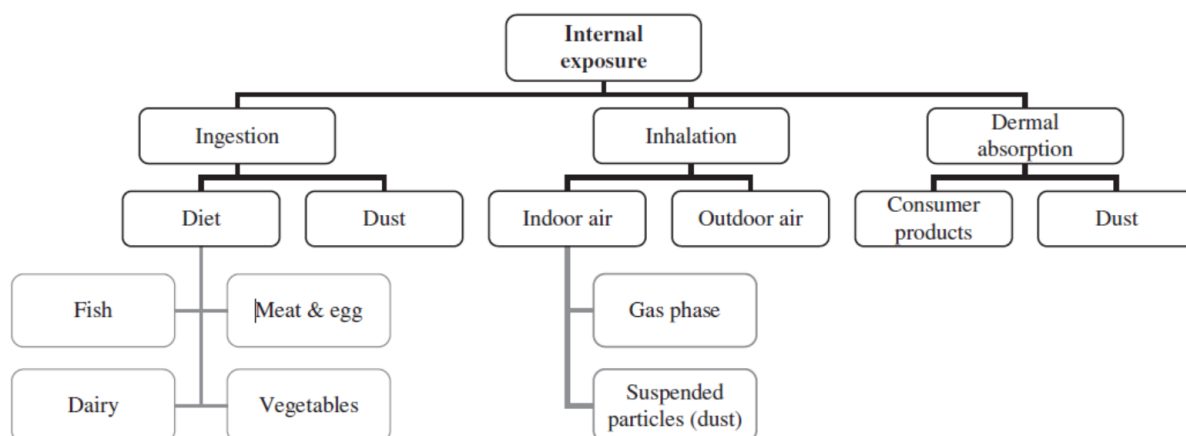 Internal
exposure
Ingestion
Inhalation
Dermal
absorption
Diet
Dust
Indoor air
Outdoor air
Consumer
products
Dust
Fish
Meat & egg
Gas phase
Dairy
Vegetables
Suspended
particles (dust)